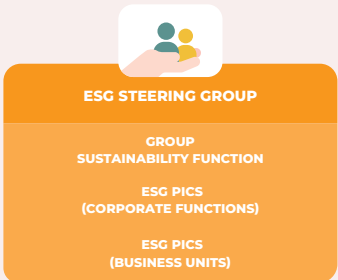 ESG STEERING GROUP
GROUP
SUSTAINABILITY FUNCTION
ESG PICS
(CORPORATE FUNCTIONS)
ESG PICS
(BUSINESS UNITS)